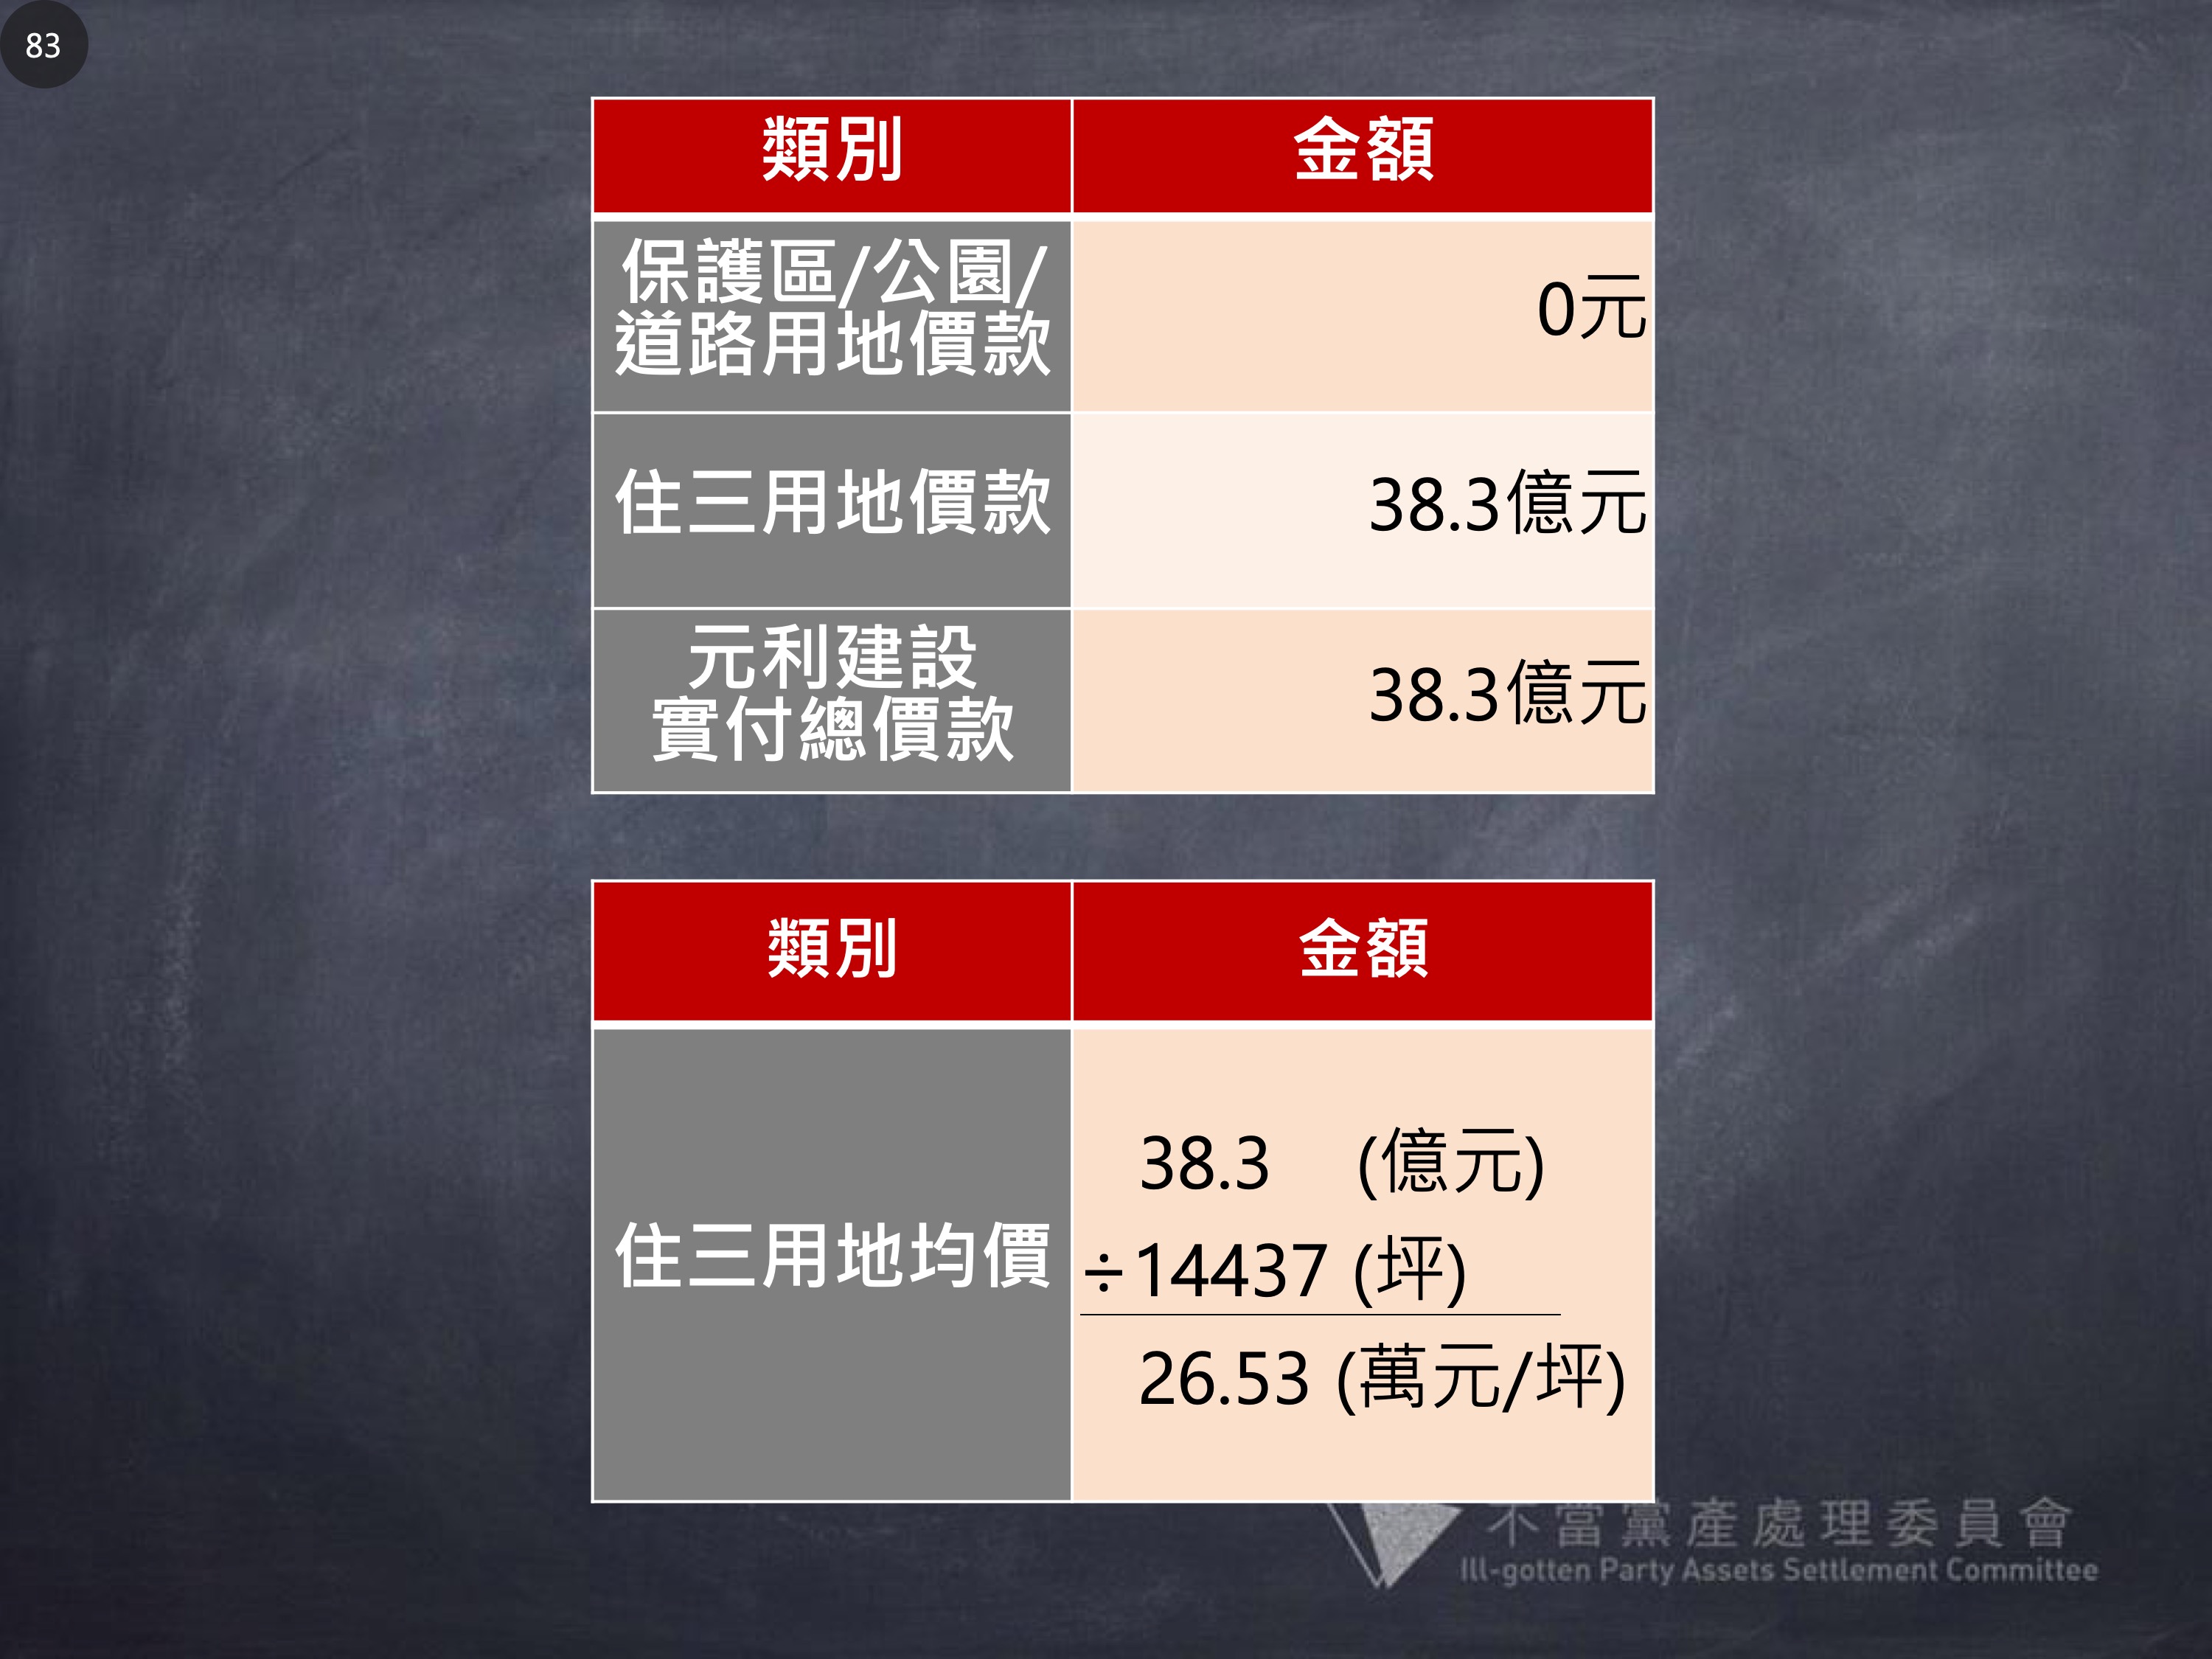 83
類別 金額
保護區/公園/
道路用地價款 0元
住三用地價款 38.3億元
元利建設
實付總價款 38.3億元
類別 金額
住三用地均價
38.3 (億元)
÷14437 (坪)
26.53 (萬元/坪)
不當黨產處理委員會
Ill-gotten Party Assets Settlement Committee